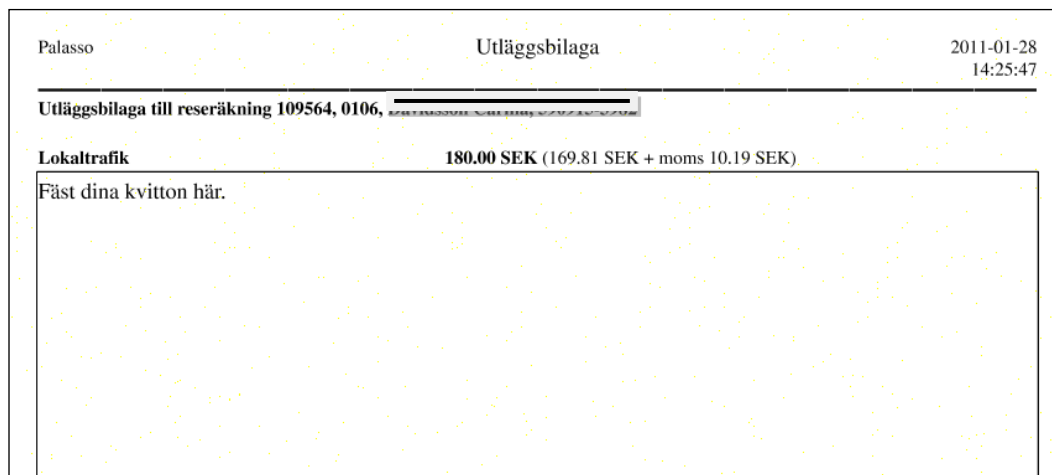 Palasso Utläggsbilaga 2011-01-28
14:25:47
Utläggsbilaga till reseräkning 109564, 0106,
Lokaltrafik 180.00 SEK (169.81 SEK + moms 10.19 SEK)
Fäst dina kvitton här.